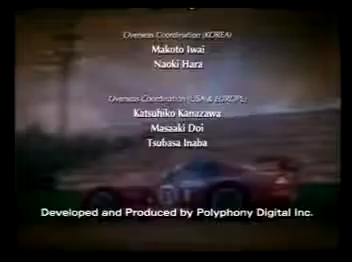 Overseas Coordination (KOREA)
Makoto Iwai
Naoki Hara
Overseas Coordination (USA & EUROPE)
Katsuhiko Kanazawa
Masaaki Doi
Tsubasa Inaba
Developed and Produced by Polyphony Digital Inc.